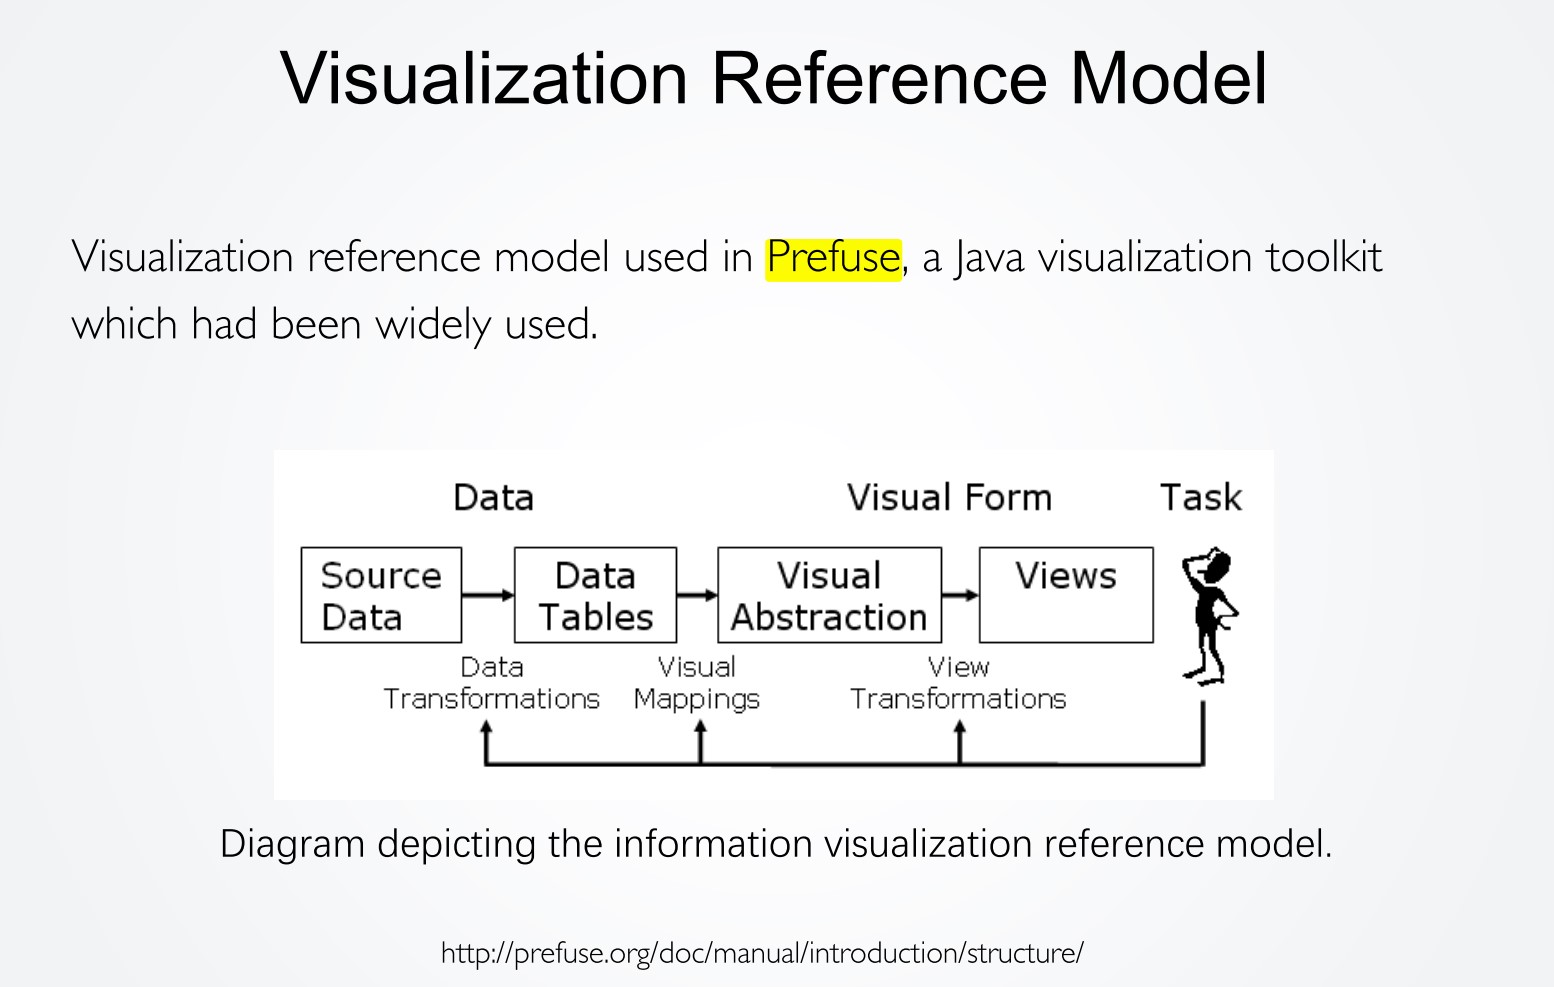 Visualization Reference Model
Visualization reference model used in Prefuse, a Java visualization toolkit
which had been widely used.
Data
Visual Form
Task
Source
Data
Data
Tables
Visual
Abstraction
Views
Data
Transformations
Visual
Mappings
View
Transformations
Diagram depicting the information visualization reference model.
http://prefuse.org/doc/manual/introduction/structure/